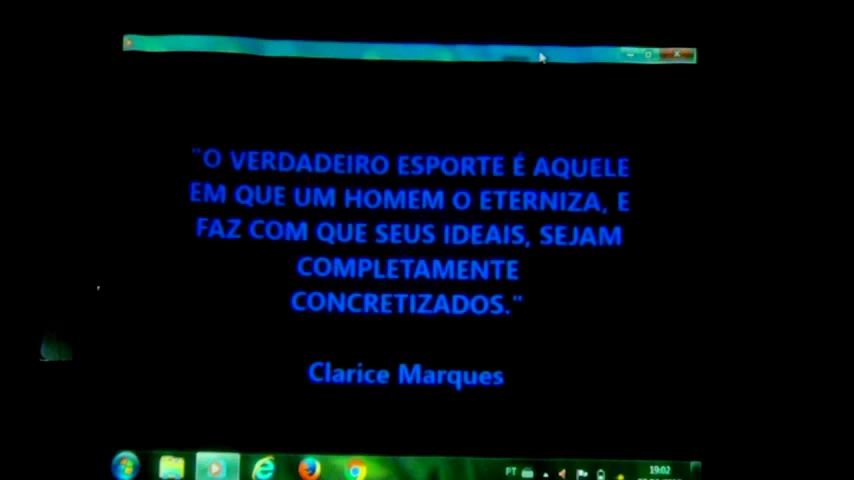 "O VERDADEIRO ESPORTE É AQUELE
EM QUE UM HOMEM O ETERNIZA, E
FAZ COM QUE SEUS IDEAIS, SEJAM
COMPLETAMENTE
CONCRETIZADOS."
Clarice Marques
PT
19:02